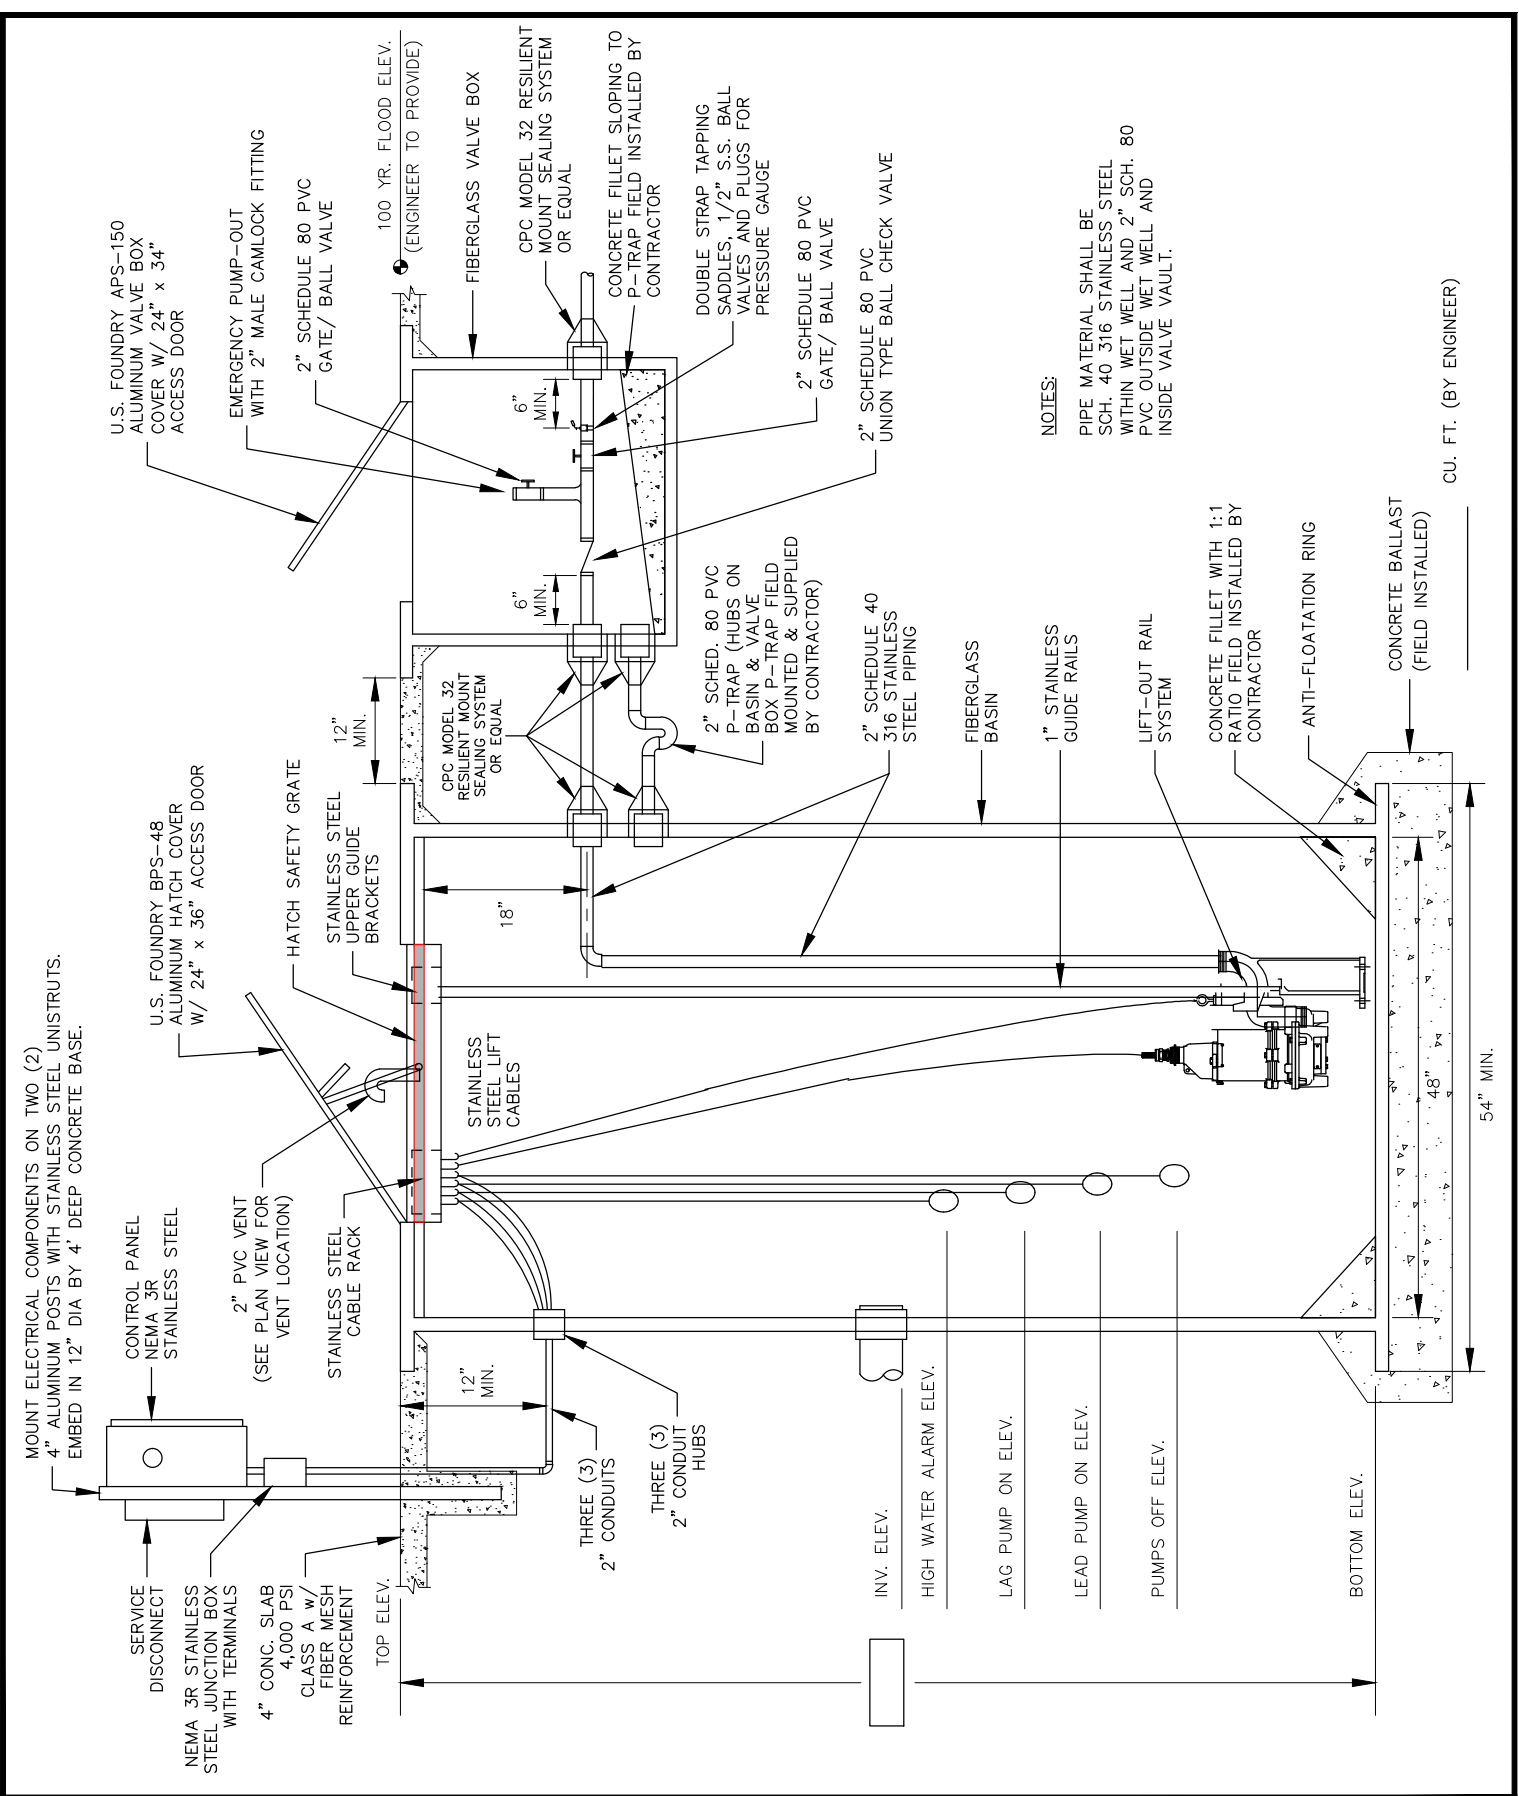 MOUNT ELECTRICAL COMPONENTS ON TWO (2)
4" ALUMINUM POSTS WITH STAINLESS STEEL UNISTRUTS.
EMBED IN 12" DIA BY 4' DEEP CONCRETE BASE.
CONTROL PANEL
NEMA 3R
STAINLESS STEEL
SERVICE
DISCONNECT
NEMA 3R STAINLESS
STEEL JUNCTION BOX
WITH TERMINALS
4" CONC. SLAB
4,000 PSI
CLASS A w/
FIBER MESH
REINFORCEMENT
TOP ELEV.
U.S. FOUNDRY BPS-48
ALUMINUM HATCH COVER
W/ 24" x 36" ACCESS DOOR
2" PVC VENT
(SEE PLAN VIEW FOR
VENT LOCATION)
HATCH SAFETY GRATE
STAINLESS STEEL
UPPER GUIDE
BRACKETS
STAINLESS STEEL
CABLE RACK
U.S. FOUNDRY APS-150
ALUMINUM VALVE BOX
COVER W/ 24" x 34"
ACCESS DOOR
EMERGENCY PUMP-OUT
WITH 2" MALE CAMLOCK FITTING
2" SCHEDULE 80 PVC
GATE/ BALL VALVE
100 YR. FLOOD ELEV.
(ENGINEER TO PROVIDE)
FIBERGLASS VALVE BOX
CPC MODEL 32 RESILIENT
MOUNT SEALING SYSTEM
OR EQUAL
CONCRETE FILLET SLOPING TO
P-TRAP FIELD INSTALLED BY
CONTRACTOR
DOUBLE STRAP TAPPING
SADDLES, 1/2" S.S. BALL
VALVES AND PLUGS FOR
PRESSURE GAUGE
2" SCHEDULE 80 PVC
GATE/ BALL VALVE
2" SCHEDULE 80 PVC
UNION TYPE BALL CHECK VALVE
6"
MIN.
6"
MIN.
12"
MIN.
CPC MODEL 32
RESILIENT MOUNT
SEALING SYSTEM
OR EQUAL
2" SCHED. 80 PVC
P-TRAP (HUBS ON
BASIN & VALVE
BOX P-TRAP FIELD
MOUNTED & SUPPLIED
BY CONTRACTOR)
18"
STAINLESS
STEEL LIFT
CABLES
12"
MIN.
THREE (3)
2" CONDUITS
THREE (3)
2" CONDUIT
HUBS
2" SCHEDULE 40
316 STAINLESS
STEEL PIPING
FIBERGLASS
BASIN
1" STAINLESS
GUIDE RAILS
LIFT-OUT RAIL
SYSTEM
CONCRETE FILLET WITH 1:1
RATIO FIELD INSTALLED BY
CONTRACTOR
ANTI-FLOATATION RING
CONCRETE BALLAST
(FIELD INSTALLED)
CU. FT. (BY ENGINEER)
NOTES:
PIPE MATERIAL SHALL BE
SCH. 40 316 STAINLESS STEEL
WITHIN WET WELL AND 2" SCH. 80
PVC OUTSIDE WET WELL AND
INSIDE VALVE VAULT.
INV. ELEV.
HIGH WATER ALARM ELEV.
LAG PUMP ON ELEV.
LEAD PUMP ON ELEV.
PUMPS OFF ELEV.
BOTTOM ELEV.
48"
54" MIN.